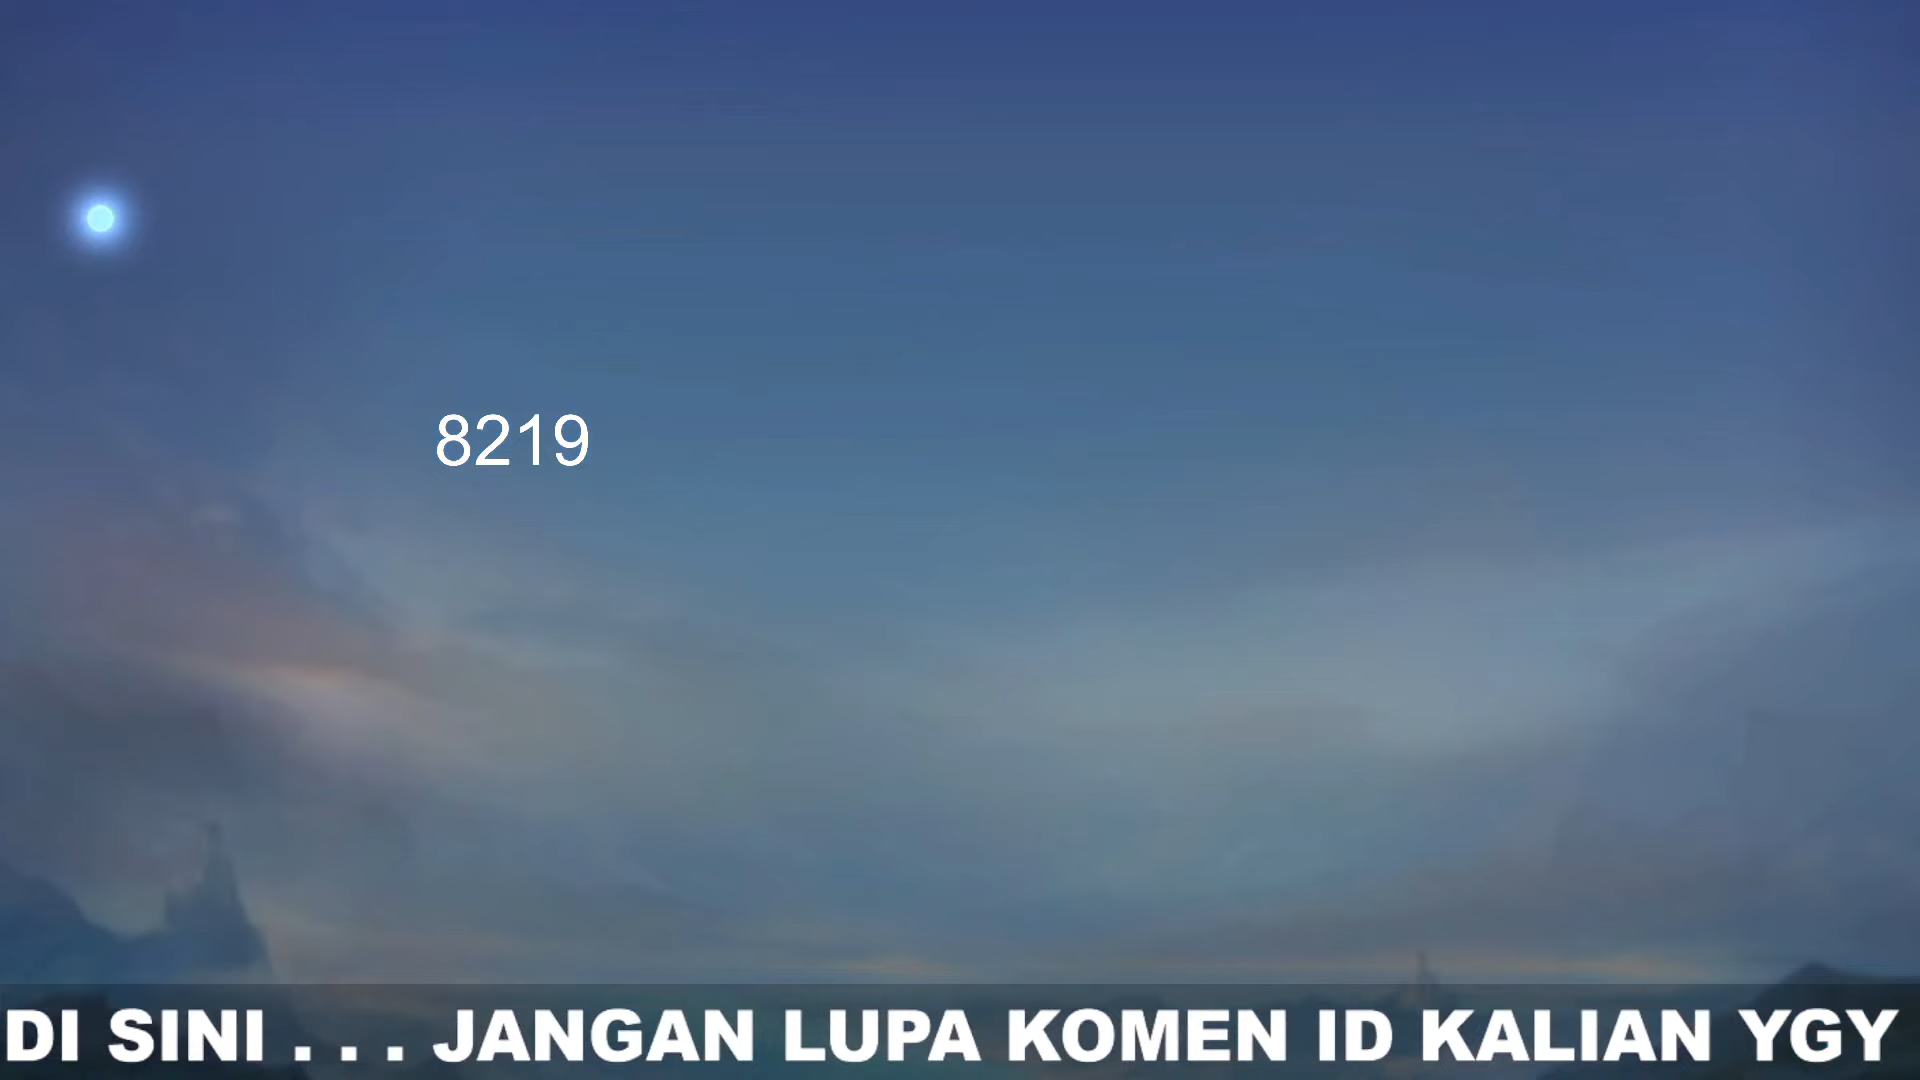 8219
DI SINI . . . JANGAN LUPA KOMEN ID KALIAN YGY